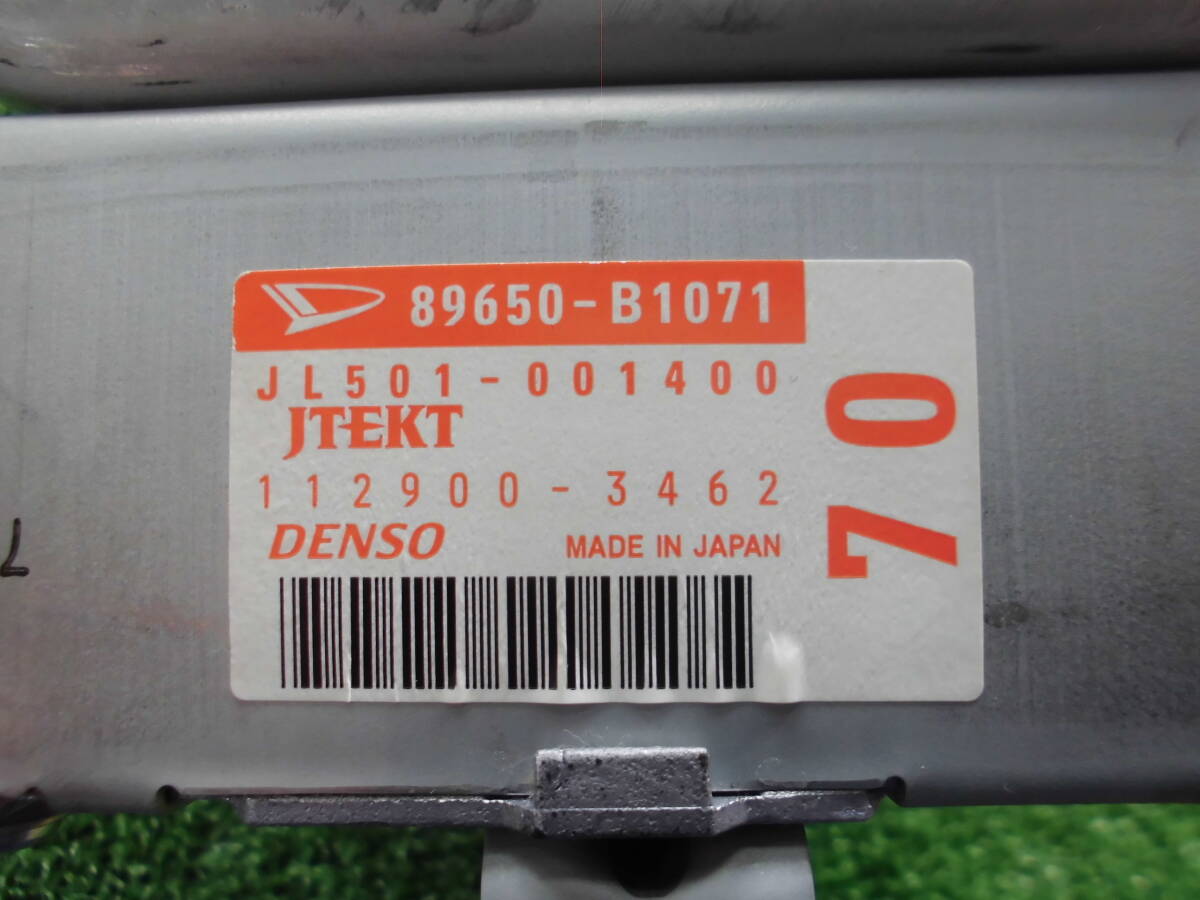 89650-B1071
JL501-001400
JTEKT
112900-3462
DENSO MADE IN JAPAN
70